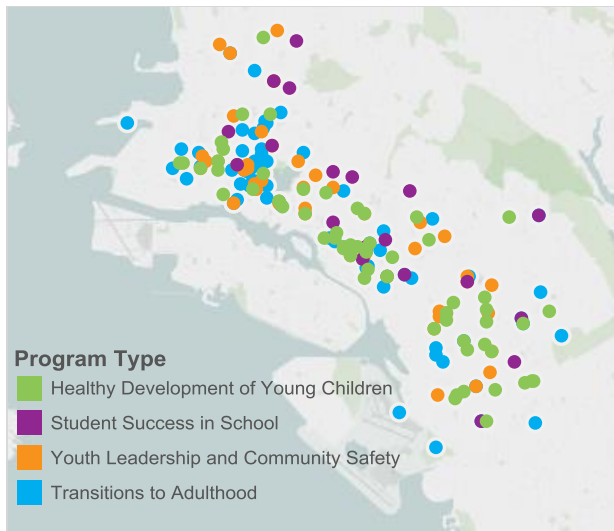 Program Type
Healthy Development of Young Children
Student Success in School
Youth Leadership and Community Safety
Transitions to Adulthood